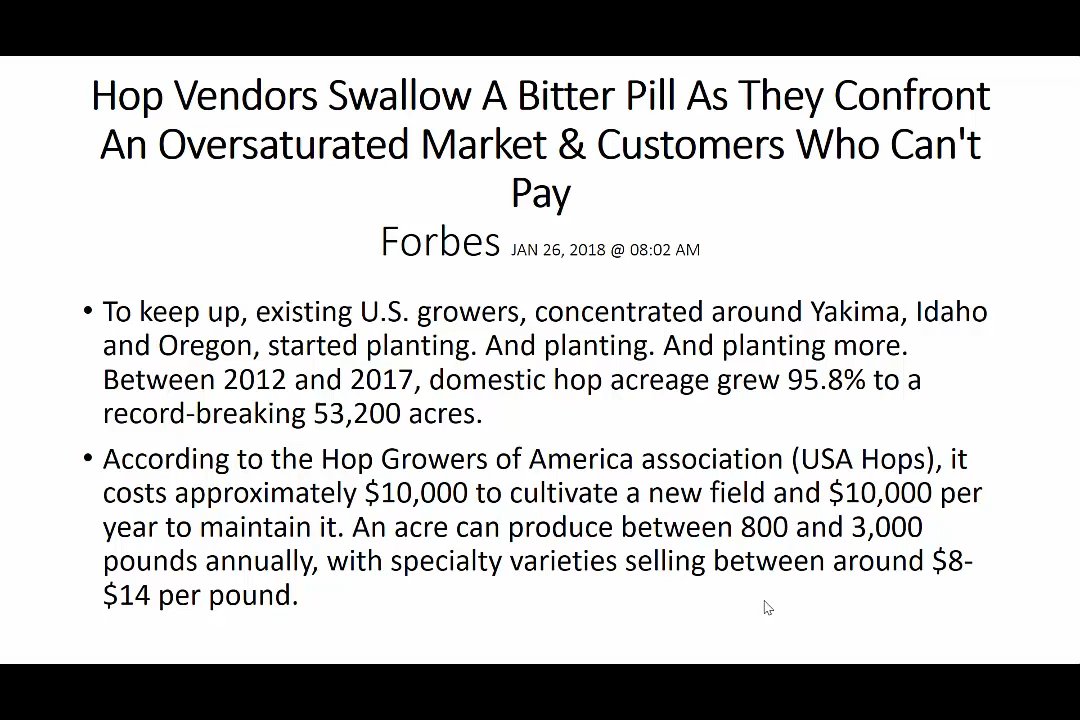 Hop Vendors Swallow A Bitter Pill As They Confront
An Oversaturated Market & Customers Who Can't
Pay
Forbes JAN 26, 2018 @ 08:02 AM
• To keep up, existing U.S. growers, concentrated around Yakima, Idaho
and Oregon, started planting. And planting. And planting more.
Between 2012 and 2017, domestic hop acreage grew 95.8% to a
record-breaking 53,200 acres.
• According to the Hop Growers of America association (USA Hops), it
costs approximately $10,000 to cultivate a new field and $10,000 per
year to maintain it. An acre can produce between 800 and 3,000
pounds annually, with specialty varieties selling between around $8-
$14 per pound.